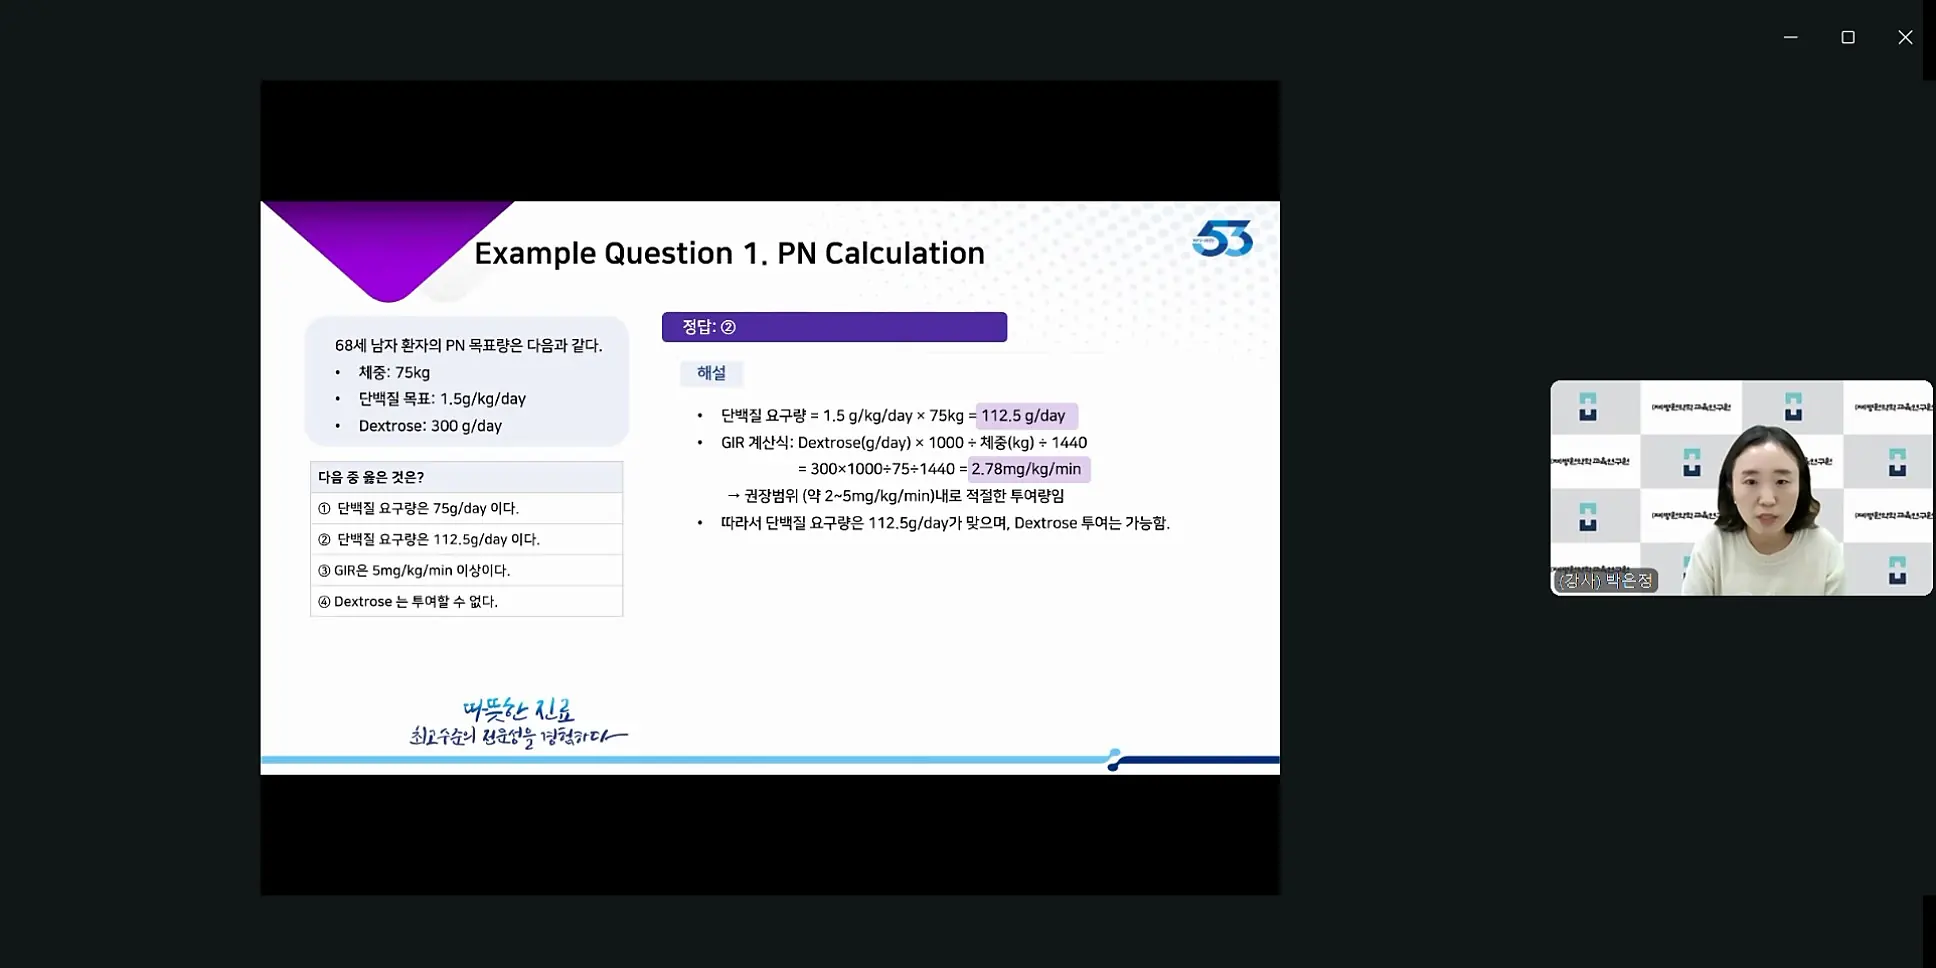 Example Question 1. PN Calculation
53
68세 남자 환자의 PN 목표량은 다음과 같다.
• 체중: 75kg
• 단백질 목표: 1.5g/kg/day
• Dextrose: 300 g/day
다음 중 옳은 것은?
① 단백질 요구량은 75g/day 이다.
② 단백질 요구량은 112.5g/day 이다.
③ GIR은 5mg/kg/min 이상이다.
④ Dextrose 는 투여할 수 없다.
정답: ②
해설
• 단백질 요구량 = 1.5 g/kg/day × 75kg = 112.5 g/day
• GIR 계산식: Dextrose(g/day) × 1000 ÷ 체중(kg) ÷ 1440
= 300×1000÷75÷1440 = 2.78mg/kg/min
→ 권장범위 (약 2~5mg/kg/min)내로 적절한 투여량임
• 따라서 단백질 요구량은 112.5g/day가 맞으며, Dextrose 투여는 가능함.
따뜻한 진료
최고수준의 전문성을 경험하다
(강사) 박은정